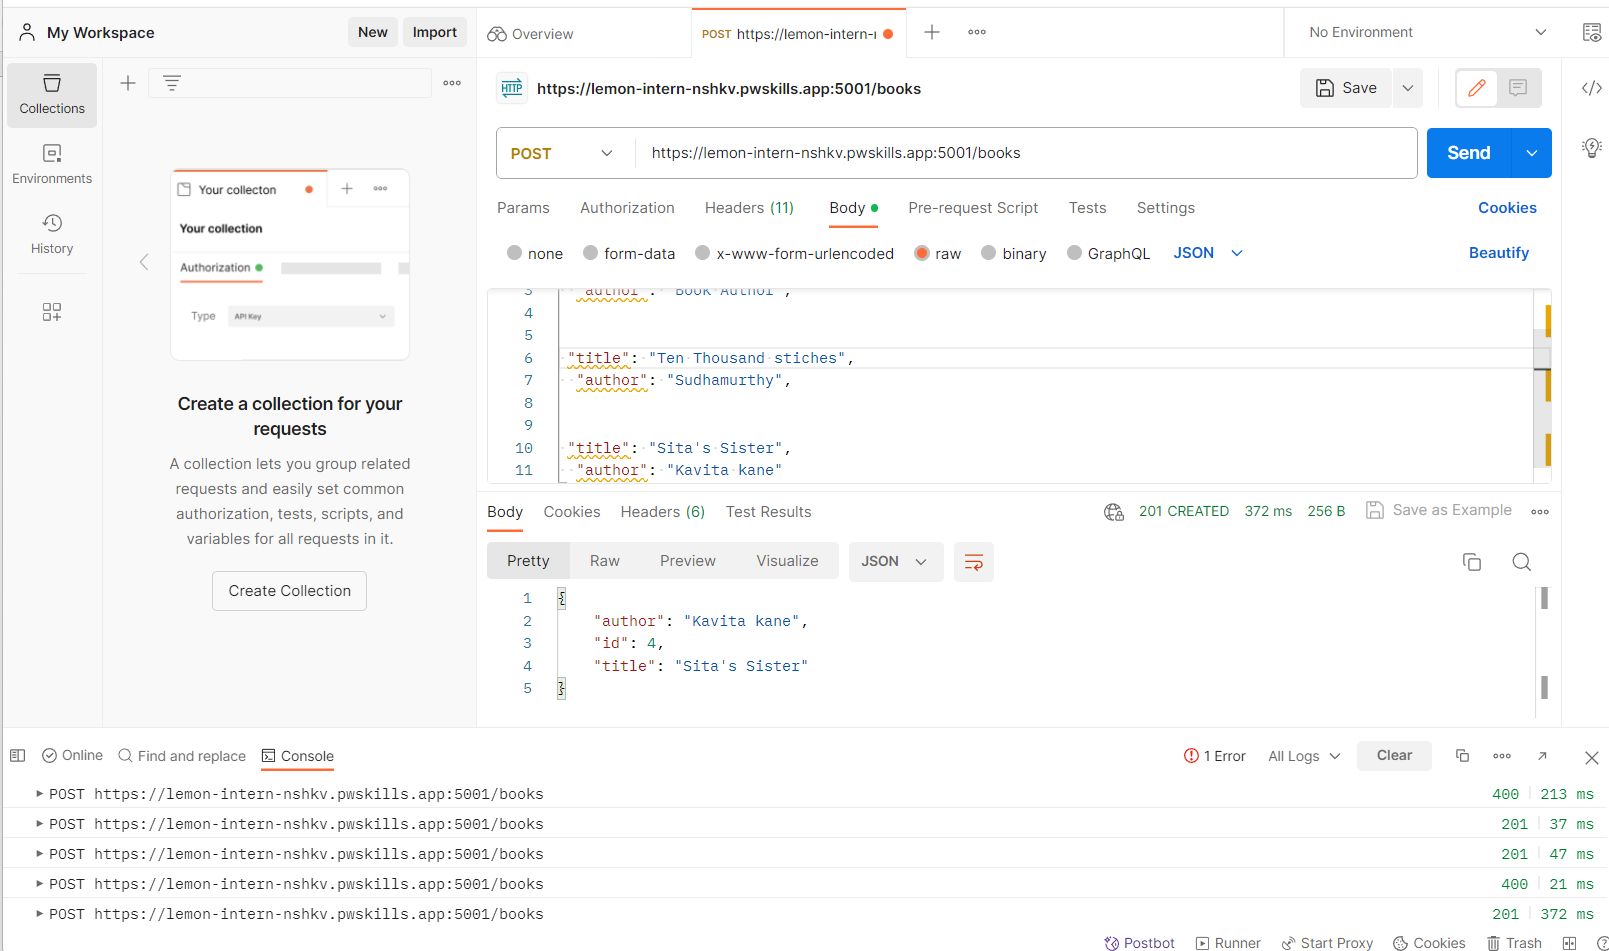 My Workspace
New
Import
Overview
POST https://lemon-intern-r
No Environment
Collections
Environments
History
Your collecton
Your collection
Authorization
Type
API Key
Create a collection for your
requests
A collection lets you group related
requests and easily set common
authorization, tests, scripts, and
variables for all requests in it.
Create Collection
HTTP
https://lemon-intern-nshkv.pwskills.app:5001/books
Save
POST
https://lemon-intern-nshkv.pwskills.app:5001/books
Send
Params Authorization Headers (11) Body Pre-request Script Tests Settings
Cookies
none form-data x-www-form-urlencoded raw binary GraphQL JSON
Beautify
3 "author": "Book Author",
4
5
6 "title": "Ten Thousand stiches",
7 "author": "Sudhamurthy",
8
9
10 "title": "Sita's Sister",
11 "author": "Kavita kane"
Body Cookies Headers (6) Test Results
201 CREATED 372 ms 256 B Save as Example
Pretty Raw Preview Visualize JSON
1 {
2 "author": "Kavita kane",
3 "id": 4,
4 "title": "Sita's Sister"
5 }
Online Find and replace Console
1 Error All Logs Clear
POST https://lemon-intern-nshkv.pwskills.app:5001/books 400 213 ms
POST https://lemon-intern-nshkv.pwskills.app:5001/books 201 37 ms
POST https://lemon-intern-nshkv.pwskills.app:5001/books 201 47 ms
POST https://lemon-intern-nshkv.pwskills.app:5001/books 400 21 ms
POST https://lemon-intern-nshkv.pwskills.app:5001/books 201 372 ms
Postbot Runner Start Proxy Cookies Trash